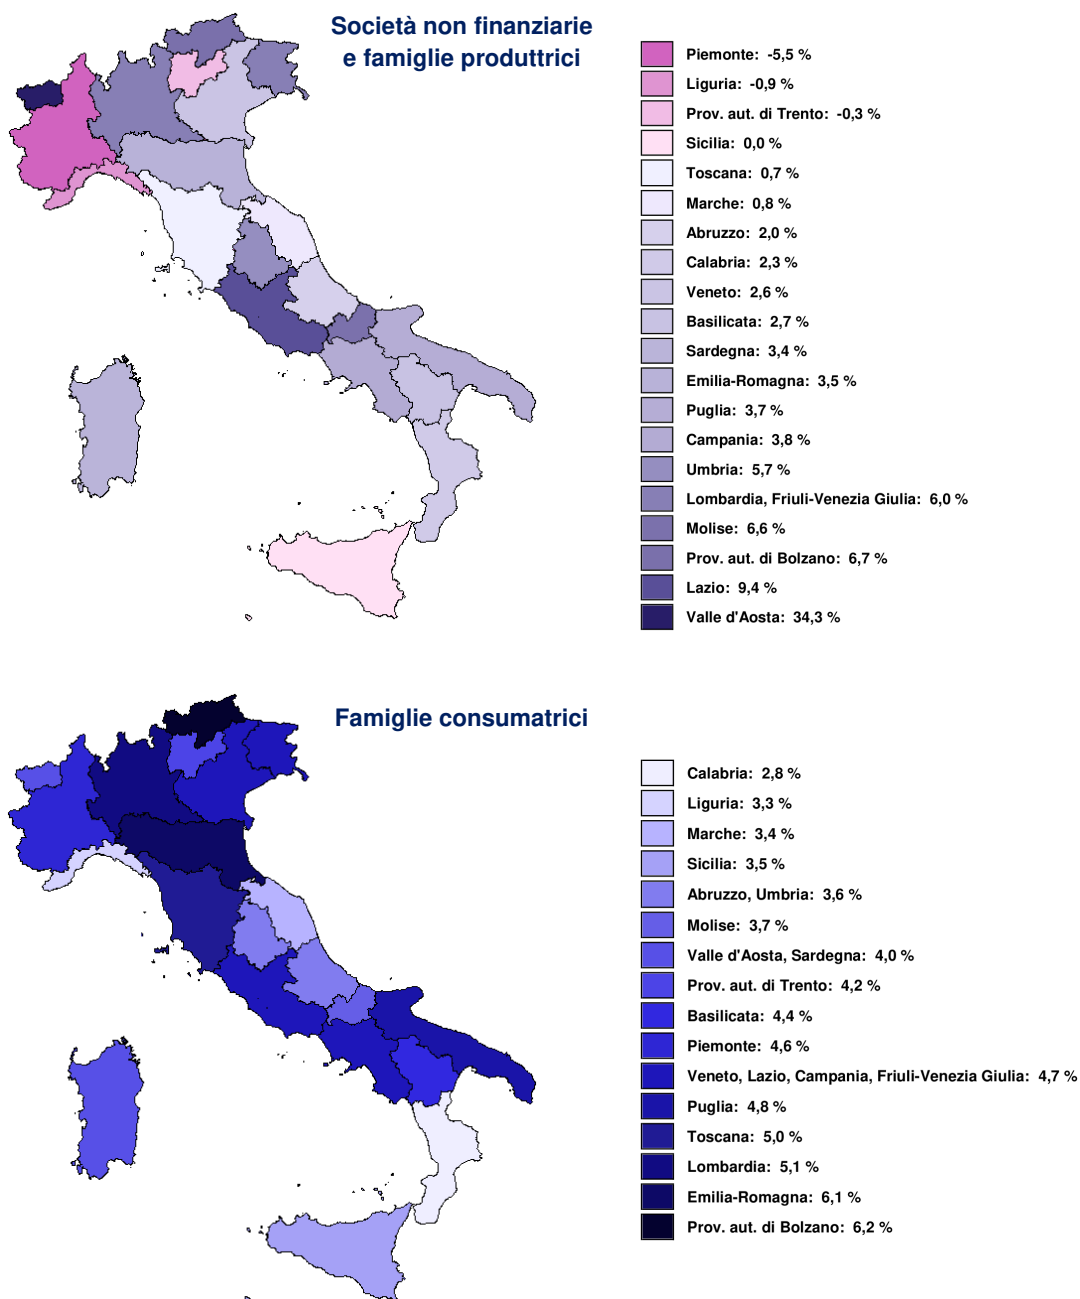 Società non finanziarie
e famiglie produttrici
Piemonte: -5,5 %
Liguria: -0,9 %
Prov. aut. di Trento: -0,3 %
Sicilia: 0,0 %
Toscana: 0,7 %
Marche: 0,8 %
Abruzzo: 2,0 %
Calabria: 2,3 %
Veneto: 2,6 %
Basilicata: 2,7 %
Sardegna: 3,4 %
Emilia-Romagna: 3,5 %
Puglia: 3,7 %
Campania: 3,8 %
Umbria: 5,7 %
Lombardia, Friuli-Venezia Giulia: 6,0 %
Molise: 6,6 %
Prov. aut. di Bolzano: 6,7 %
Lazio: 9,4 %
Valle d'Aosta: 34,3 %
Famiglie consumatrici
Calabria: 2,8 %
Liguria: 3,3 %
Marche: 3,4 %
Sicilia: 3,5 %
Abruzzo, Umbria: 3,6 %
Molise: 3,7 %
Valle d'Aosta, Sardegna: 4,0 %
Prov. aut. di Trento: 4,2 %
Basilicata: 4,4 %
Piemonte: 4,6 %
Veneto, Lazio, Campania, Friuli-Venezia Giulia: 4,7 %
Puglia: 4,8 %
Toscana: 5,0 %
Lombardia: 5,1 %
Emilia-Romagna: 6,1 %
Prov. aut. di Bolzano: 6,2 %